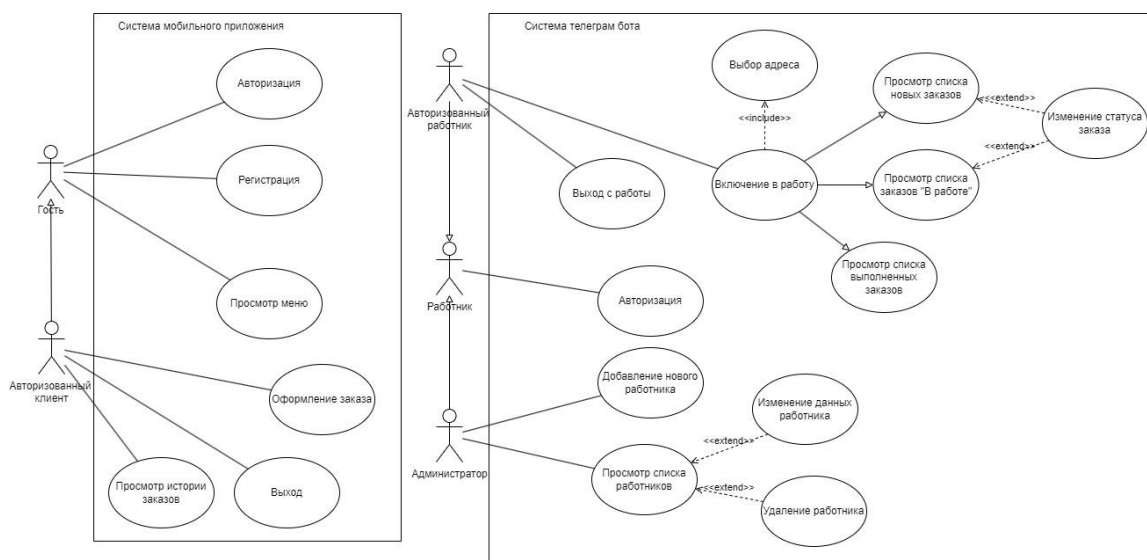 Система мобильного приложения
Авторизация
Регистрация
Гость
Просмотр меню
Авторизованный
клиент
Оформление заказа
Просмотр истории
заказов
Выход
Система телеграм бота
Авторизованный
работник
Выбор адреса
<<include>>
Включение в работу
Выход с работы
Просмотр списка
новых заказов
<<extend>>
Изменение статуса
заказа
<<extend>>
Просмотр списка
заказов "В работе"
Просмотр списка
выполненных
заказов
Работник
Авторизация
Добавление нового
работника
Администратор
Просмотр списка
работников
Изменение данных
работника
<<extend>>
<<extend>>
Удаление работника